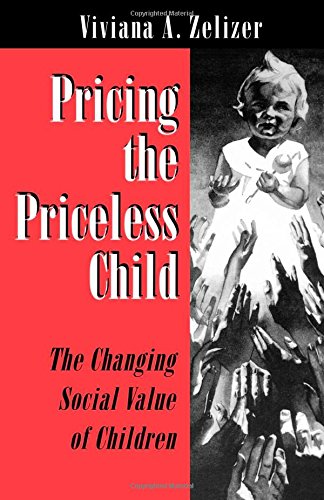 Viviana A. Zelizer
Pricing
the
Priceless
Child
The Changing
Social Value
of Children